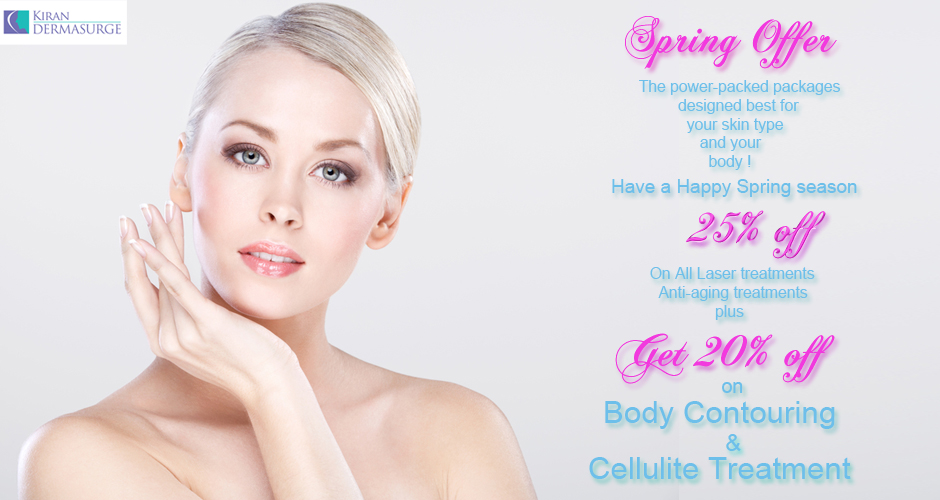 KIRAN
DERMASURGE
Spring Offer
The power-packed packages
designed best for
your skin type
and your
body !
Have a Happy Spring season
25% off
On All Laser treatments
Anti-aging treatments
plus
Get 20% off
on
Body Contouring
&
Cellulite Treatment